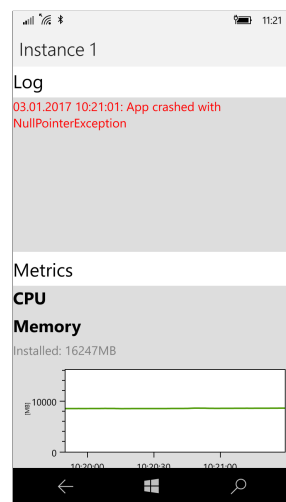 11:21
Instance 1
Log
03.01.2017 10:21:01: App crashed with
NullPointerException
Metrics
CPU
Memory
Installed: 16247MB
[MB]
10000
0
10:20:00 10:20:30 10:21:00